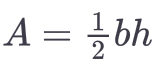 A = ½bh